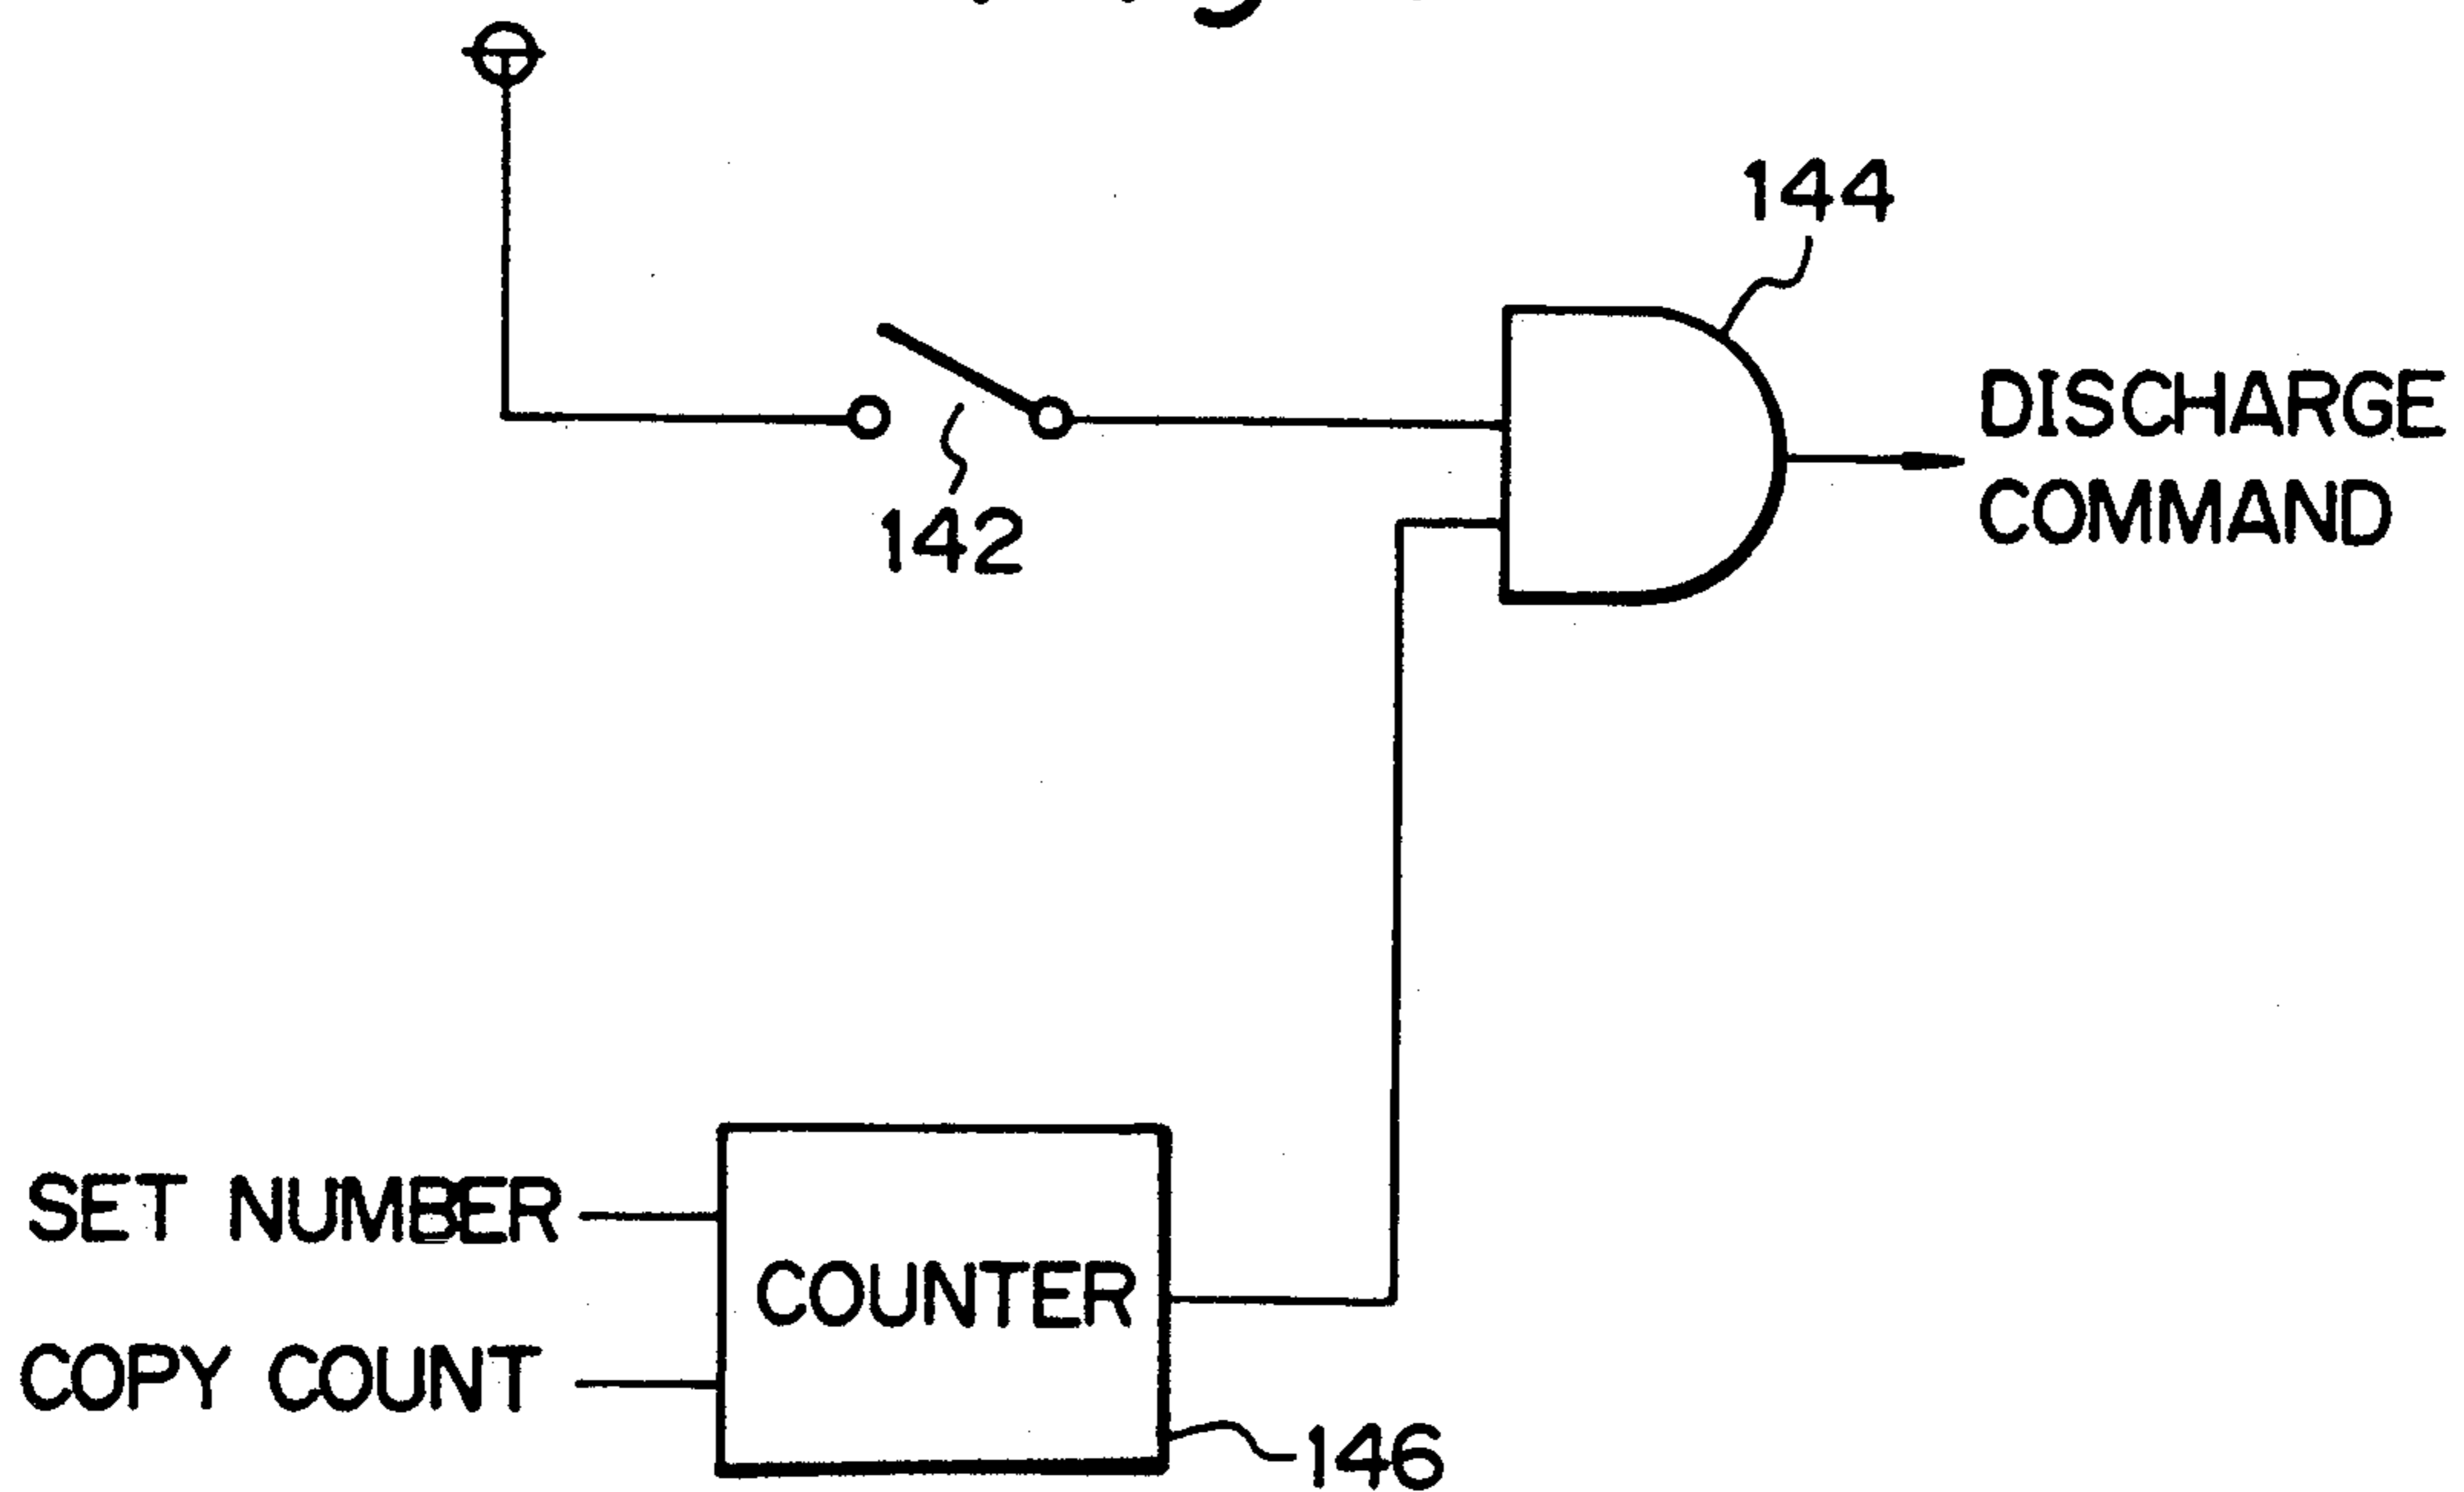 144
DISCHARGE
COMMAND
142
SET NUMBER
COUNTER
COPY COUNT
146